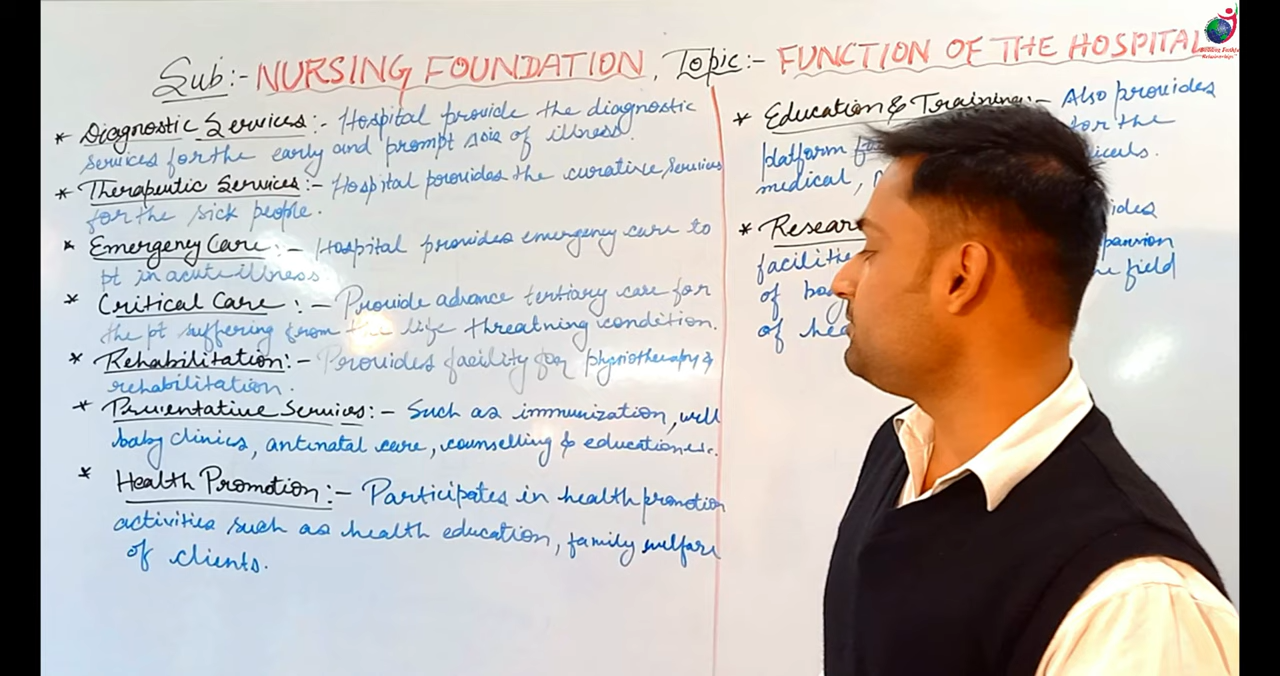 Sub:- NURSING FOUNDATION, Topic:- FUNCTION OF THE HOSPITAL
* Diagnostic Services:- Hospital provide the diagnostic
services for the early and prompt of illness.
* Therapeutic Services:- Hospital porovides the curative services
for the sick people.
* Emergency Care:- Hospital provides emergency care to
pt in acute illness
* Critical Care:- Provide advance tertiary care for
the pt suffering from the life threatning condition.
* Rehabilitation:- Provides facility for physiotherapy &
rehabilitation.
* Services:- Such as immunization, well
baby clinics, antinatal care, counselling & education etc.
* Health Promotion:- Participates in health promotion
activities such as health education, family welfare
of clients.
* Education & Training:- Also provides
platform for the
medical,
* Resear
facilitie
of field
of hea